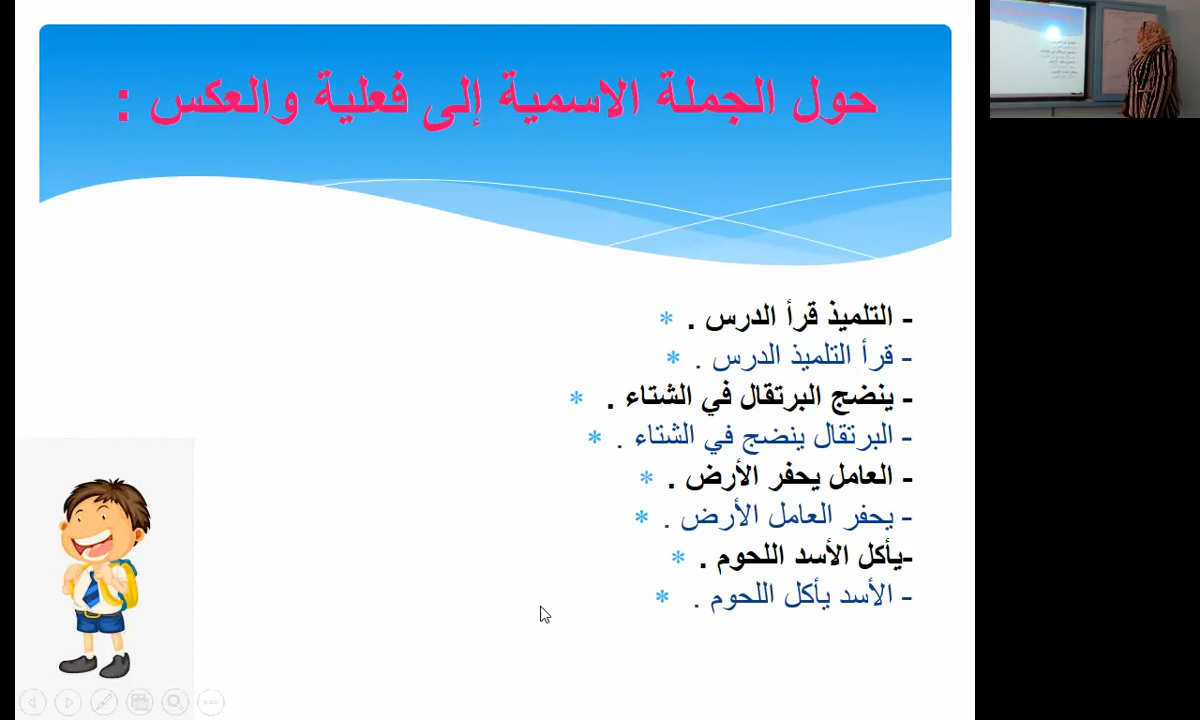 حول الجملة الاسمية إلى فعلية والعكس :
- التلميذ قرأ الدرس .
- قرأ التلميذ الدرس .
- ينضج البرتقال في الشتاء .
- البرتقال ينضج في الشتاء .
- العامل يحفر الأرض .
- يحفر العامل الأرض .
-يأكل الأسد اللحوم .
- الأسد يأكل اللحوم .